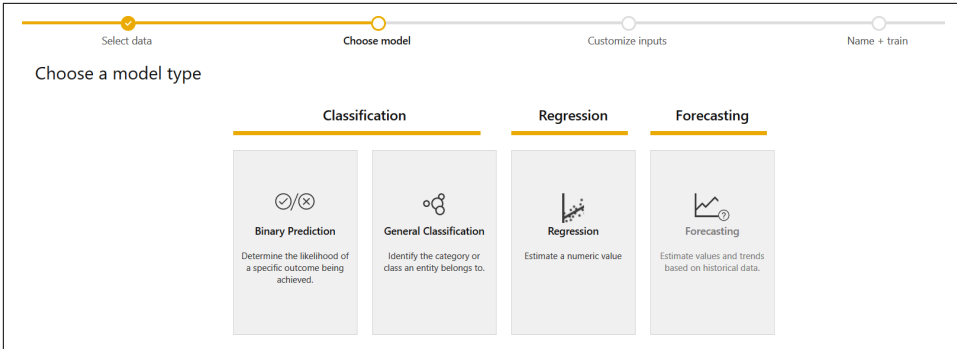 Select data
Choose model
Customize inputs
Name + train
Choose a model type
Classification
Regression
Forecasting
Binary Prediction
Determine the likelihood of
a specific outcome being
achieved.
General Classification
Identify the category or
class an entity belongs to.
Regression
Estimate a numeric value
?
Forecasting
Estimate values and trends
based on historical data.